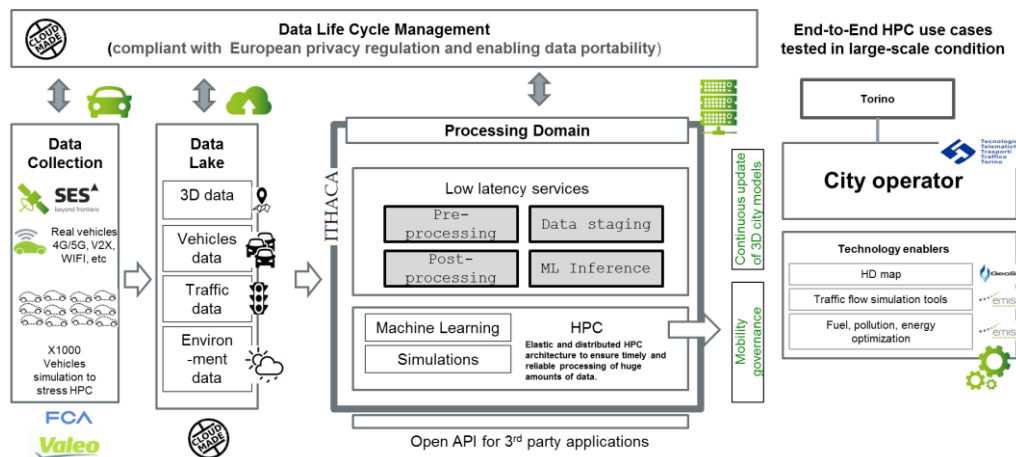 CLOUD
MADE
Data Life Cycle Management
(compliant with European privacy regulation and enabling data portability)
End-to-End HPC use cases
tested in large-scale condition
Data
Collection
SES
beyond frontiers
Real vehicles
4G/5G, V2X,
WIFI, etc
X1000
Vehicles
simulation to
stress HPC
FCA
Valeo
Data
Lake
3D data
Vehicles
data
Traffic
data
Environ
-ment
data
CLOUD
MADE
ITHACA
Processing Domain
Low latency services
Pre-
processing
Data staging
Post-
processing
ML Inference
Machine Learning
Simulations
HPC
Elastic and distributed HPC
architecture to ensure timely and
reliable processing of huge
amounts of data.
Open API for 3rd party applications
Continuous update
of 3D city models
Mobility
governance
Torino
Tecnologie
Telematiche
Trasporti
Traffico
Torino
City operator
Technology enablers
HD map
GeoS
Traffic flow simulation tools
emis
Fuel, pollution, energy
optimization
emis